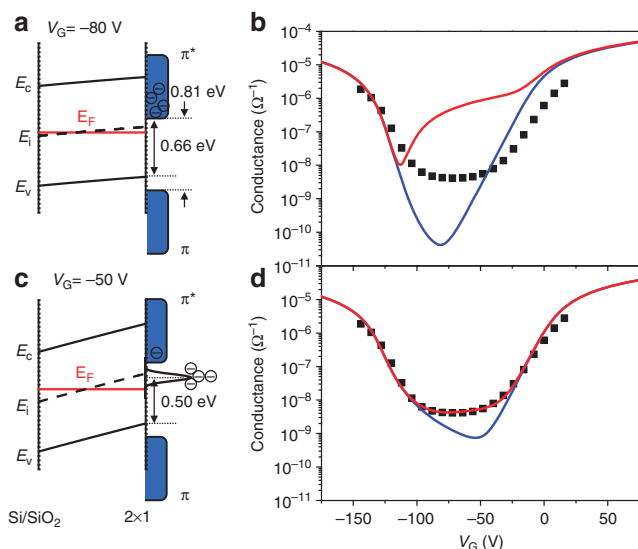 a
V_G = −80 V
π*
0.81 eV
E_c
E_F
E_i
0.66 eV
E_v
π
b
Conductance (Ω⁻¹)
10⁻⁴
10⁻⁵
10⁻⁶
10⁻⁷
10⁻⁸
10⁻⁹
10⁻¹⁰
10⁻¹¹
c
V_G= −50 V
π*
E_c
E_F
E_i
0.50 eV
E_v
π
Si/SiO₂
2×1
d
Conductance (Ω⁻¹)
10⁻⁵
10⁻⁶
10⁻⁷
10⁻⁸
10⁻⁹
10⁻¹⁰
10⁻¹¹
−150 −100 −50 0 50
V_G (V)